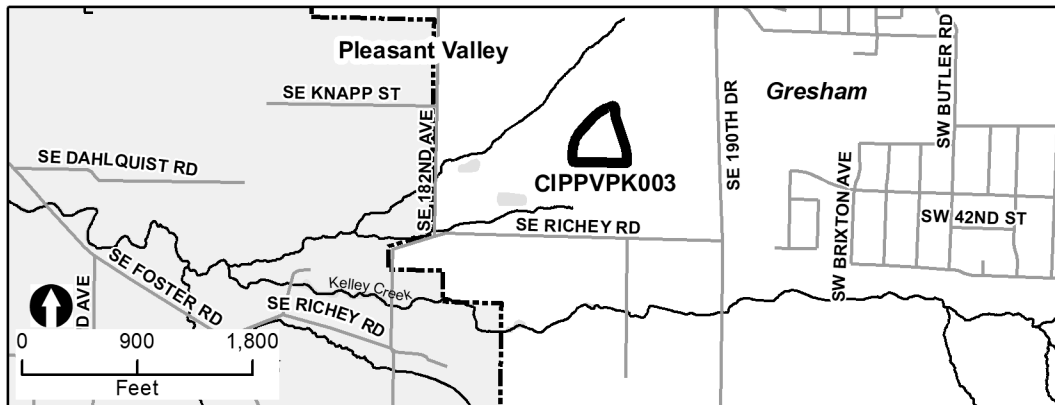 Pleasant Valley
SE KNAPP ST
SE DAHLQUIST RD
SE 182ND AVE
SE 190TH DR
Gresham
SW BUTLER RD
CIPPVPK003
SE RICHEY RD
SW BRIXTON AVE
SW 42ND ST
SE FOSTER RD
Kelley Creek
SE RICHEY RD
ND AVE
0 900 1,800
Feet